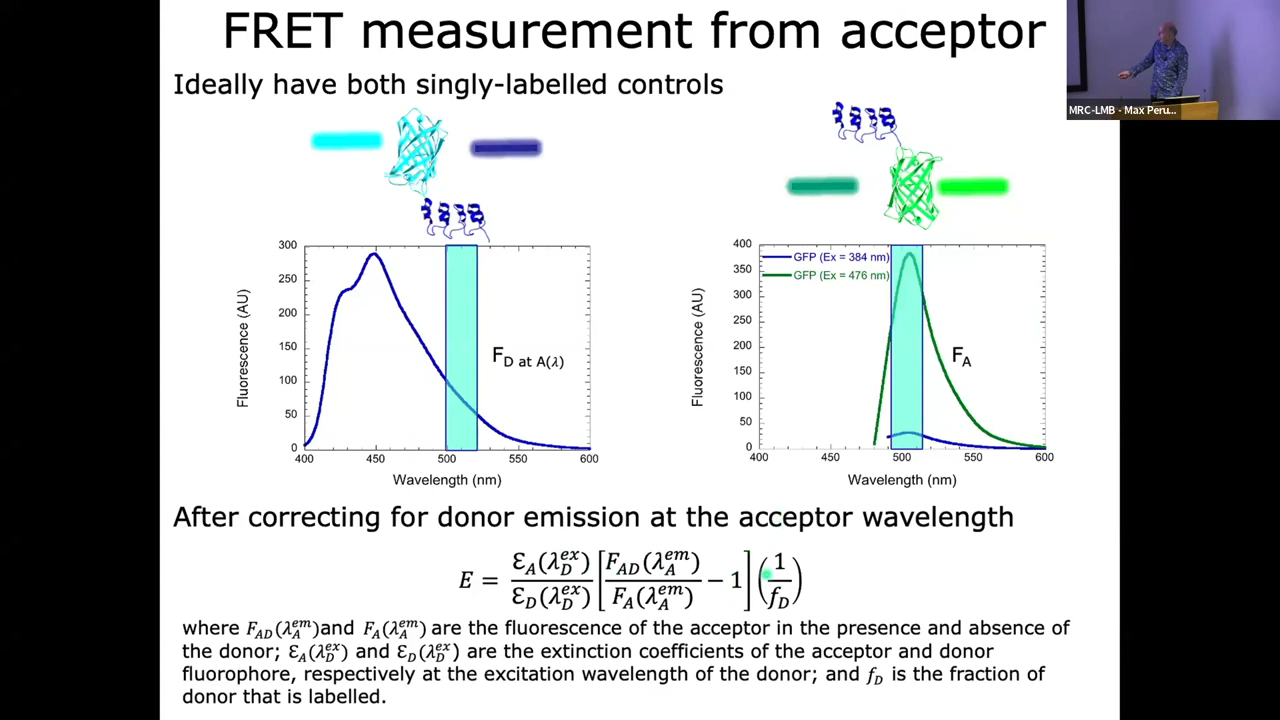 FRET measurement from acceptor
MRC-LMB - Max Peru...
Ideally have both singly-labelled controls
300
250
200
150
100
50
0
Fluorescence (AU)
F_D at A(λ)
400 450 500 550 600
Wavelength (nm)
400
350
300
250
200
150
100
50
0
Fluorescence (AU)
GFP (Ex = 384 nm)
GFP (Ex = 476 nm)
F_A
400 450 500 550 600
Wavelength (nm)
After correcting for donor emission at the acceptor wavelength
E = Ɛ_A(λ_D^ex)/Ɛ_D(λ_D^ex) [F_AD(λ_A^em)/F_A(λ_A^em) − 1] (1/f_D)
where F_AD(λ_A^em)and F_A(λ_A^em) are the fluorescence of the acceptor in the presence and absence of
the donor; Ɛ_A(λ_D^ex) and Ɛ_D(λ_D^ex) are the extinction coefficients of the acceptor and donor
fluorophore, respectively at the excitation wavelength of the donor; and f_D is the fraction of
donor that is labelled.